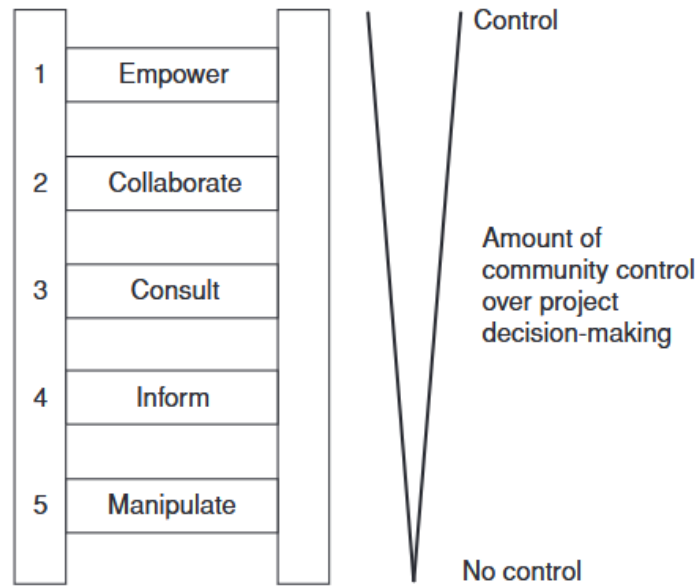 Control
1 Empower
2 Collaborate
Amount of
community control
over project
decision-making
3 Consult
4 Inform
5 Manipulate
No control